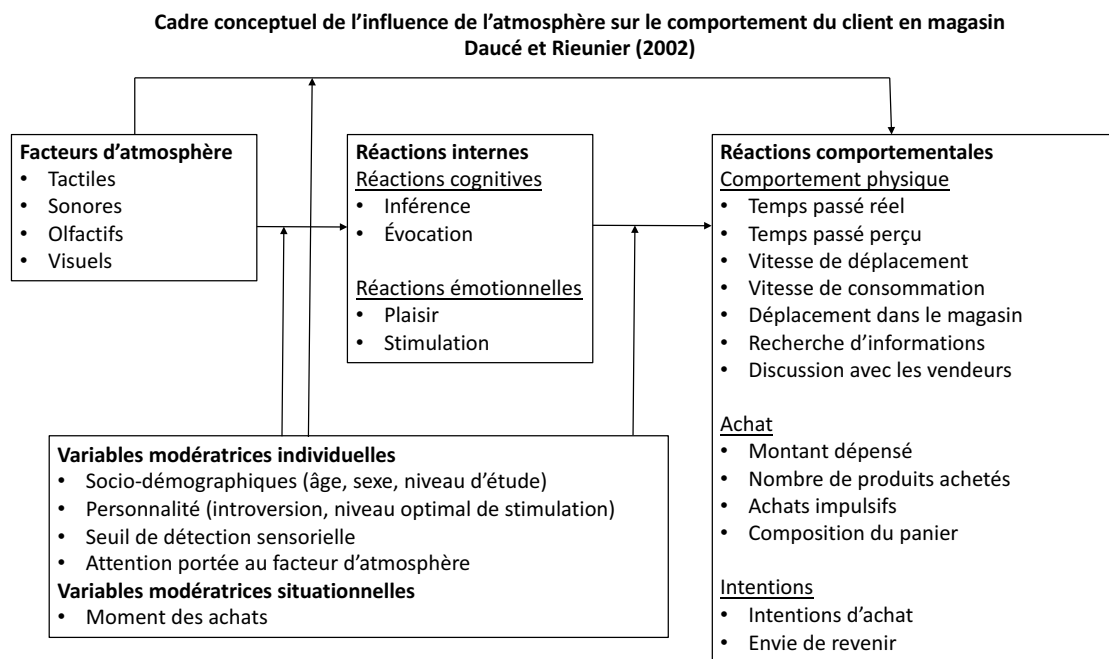 Cadre conceptuel de l’influence de l’atmosphère sur le comportement du client en magasin
Daucé et Rieunier (2002)
Facteurs d’atmosphère
• Tactiles
• Sonores
• Olfactifs
• Visuels
Réactions internes
Réactions cognitives
• Inférence
• Évocation
Réactions émotionnelles
• Plaisir
• Stimulation
Réactions comportementales
Comportement physique
• Temps passé réel
• Temps passé perçu
• Vitesse de déplacement
• Vitesse de consommation
• Déplacement dans le magasin
• Recherche d’informations
• Discussion avec les vendeurs
Achat
• Montant dépensé
• Nombre de produits achetés
• Achats impulsifs
• Composition du panier
Intentions
• Intentions d’achat
• Envie de revenir
Variables modératrices individuelles
• Socio-démographiques (âge, sexe, niveau d’étude)
• Personnalité (introversion, niveau optimal de stimulation)
• Seuil de détection sensorielle
• Attention portée au facteur d’atmosphère
Variables modératrices situationnelles
• Moment des achats